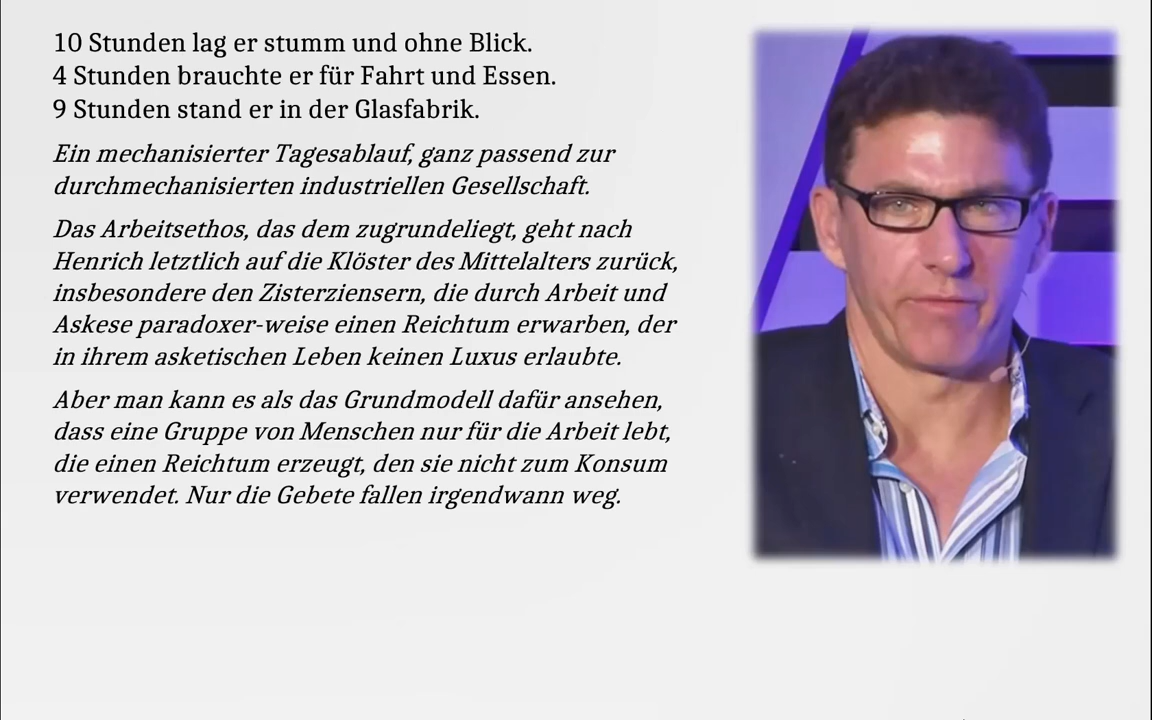 10 Stunden lag er stumm und ohne Blick.
4 Stunden brauchte er für Fahrt und Essen.
9 Stunden stand er in der Glasfabrik.
Ein mechanisierter Tagesablauf, ganz passend zur
durchmechanisierten industriellen Gesellschaft.
Das Arbeitsethos, das dem zugrundeliegt, geht nach
Henrich letztlich auf die Klöster des Mittelalters zurück,
insbesondere den Zisterziensern, die durch Arbeit und
Askese paradoxer-weise einen Reichtum erwarben, der
in ihrem asketischen Leben keinen Luxus erlaubte.
Aber man kann es als das Grundmodell dafür ansehen,
dass eine Gruppe von Menschen nur für die Arbeit lebt,
die einen Reichtum erzeugt, den sie nicht zum Konsum
verwendet. Nur die Gebete fallen irgendwann weg.